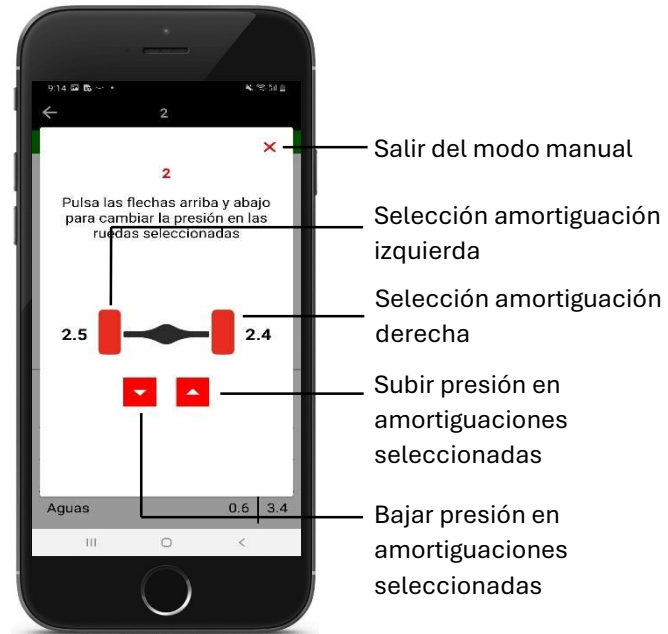 9:14
2
2
Pulsa las flechas arriba y abajo
para cambiar la presión en las
ruedas seleccionadas
2.5
2.4
Aguas 0.6 3.4
Salir del modo manual
Selección amortiguación
izquierda
Selección amortiguación
derecha
Subir presión en
amortiguaciones
seleccionadas
Bajar presión en
amortiguaciones
seleccionadas